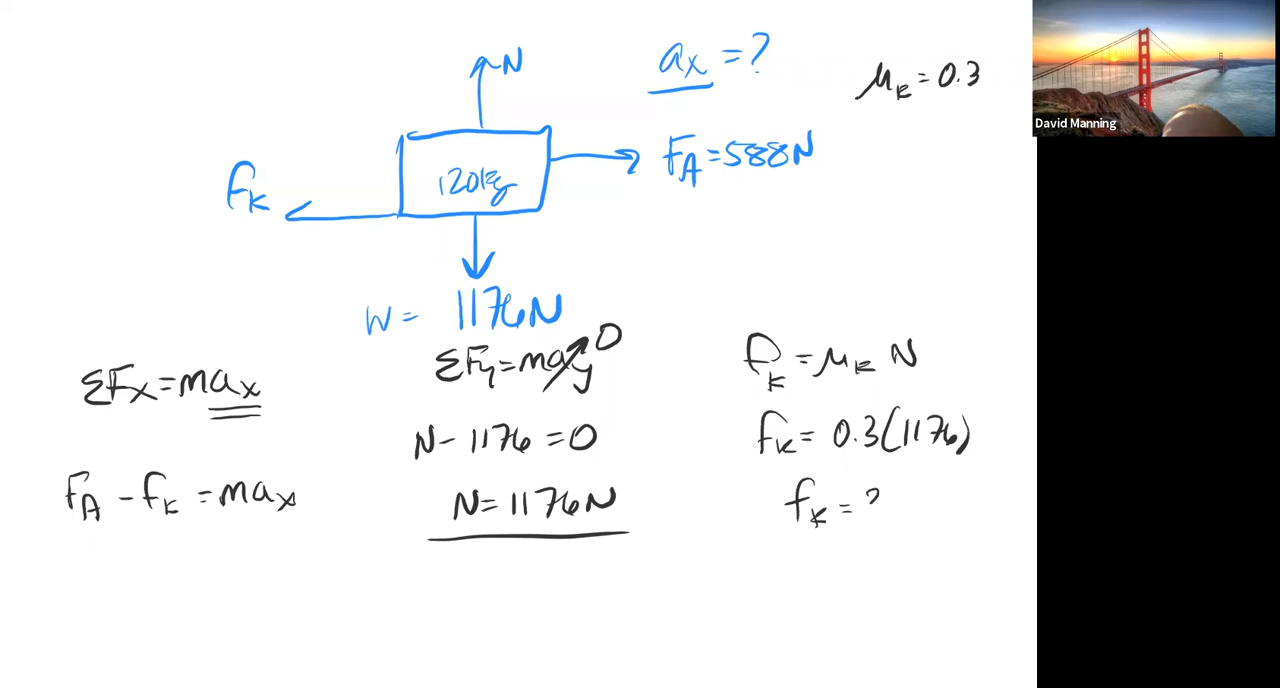 N
a_x = ?
μ_k = 0.3
David Manning
F_A = 588N
120kg
f_k
W = 1176N
ΣF_y = ma_y 0
f_k = μ_k N
ΣF_x = ma_x
N - 1176 = 0
f_k = 0.3(1176)
F_A - f_k = ma_x
N = 1176N
f_k = ?